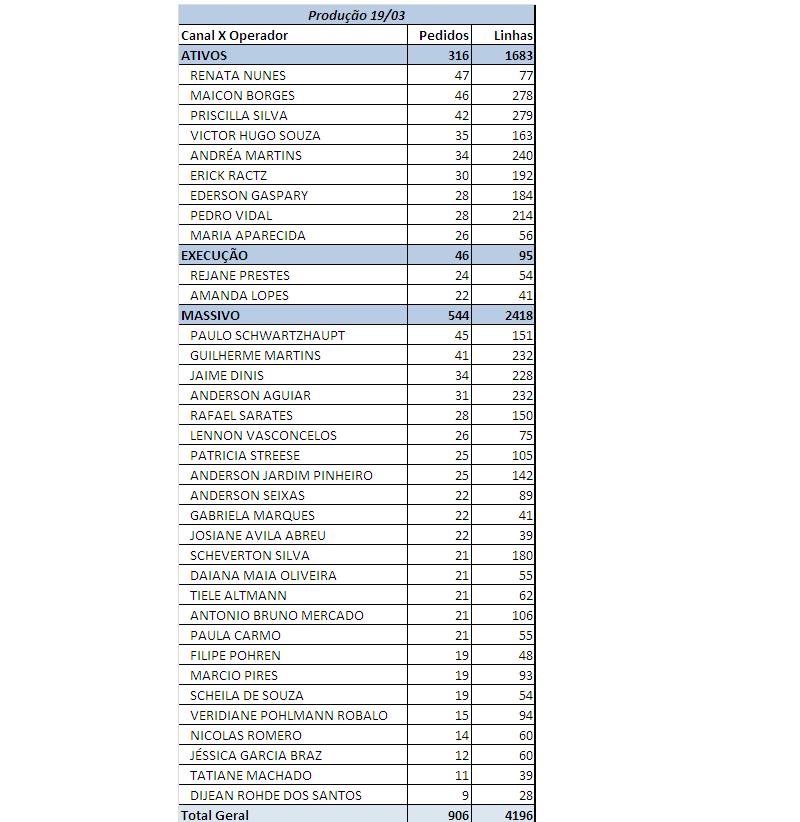 Produção 19/03
Canal X Operador Pedidos Linhas
ATIVOS 316 1683
RENATA NUNES 47 77
MAICON BORGES 46 278
PRISCILLA SILVA 42 279
VICTOR HUGO SOUZA 35 163
ANDRÉA MARTINS 34 240
ERICK RACTZ 30 192
EDERSON GASPARY 28 184
PEDRO VIDAL 28 214
MARIA APARECIDA 26 56
EXECUÇÃO 46 95
REJANE PRESTES 24 54
AMANDA LOPES 22 41
MASSIVO 544 2418
PAULO SCHWARTZHAUPT 45 151
GUILHERME MARTINS 41 232
JAIME DINIS 34 228
ANDERSON AGUIAR 31 232
RAFAEL SARATES 28 150
LENNON VASCONCELOS 26 75
PATRICIA STREESE 25 105
ANDERSON JARDIM PINHEIRO 25 142
ANDERSON SEIXAS 22 89
GABRIELA MARQUES 22 41
JOSIANE AVILA ABREU 22 39
SCHEVERTON SILVA 21 180
DAIANA MAIA OLIVEIRA 21 55
TIELE ALTMANN 21 62
ANTONIO BRUNO MERCADO 21 106
PAULA CARMO 21 55
FILIPE POHREN 19 48
MARCIO PIRES 19 93
SCHEILA DE SOUZA 19 54
VERIDIANE POHLMANN ROBALO 15 94
NICOLAS ROMERO 14 60
JÉSSICA GARCIA BRAZ 12 60
TATIANE MACHADO 11 39
DIJEAN ROHDE DOS SANTOS 9 28
Total Geral 906 4196